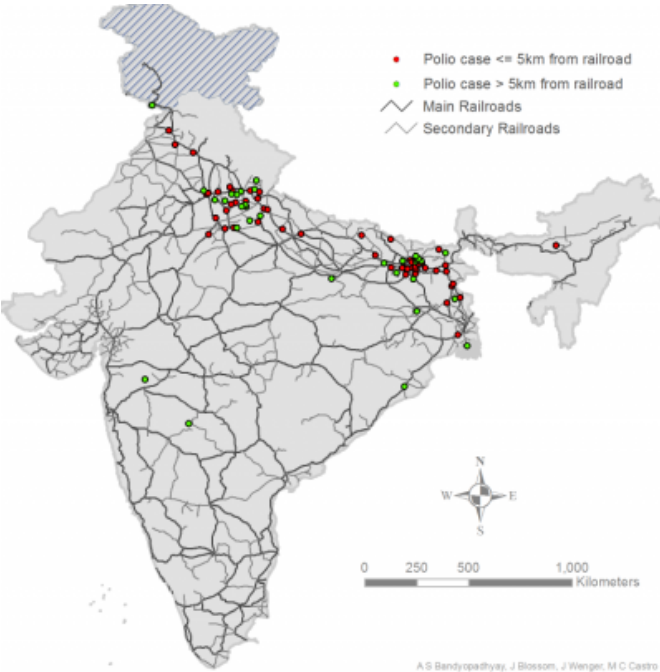 Polio case <= 5km from railroad
Polio case > 5km from railroad
Main Railroads
Secondary Railroads
N
W
E
S
0 250 500 1,000
Kilometers
A S Bandyopadhyay, J Blossom, J Wenger, M C Castro